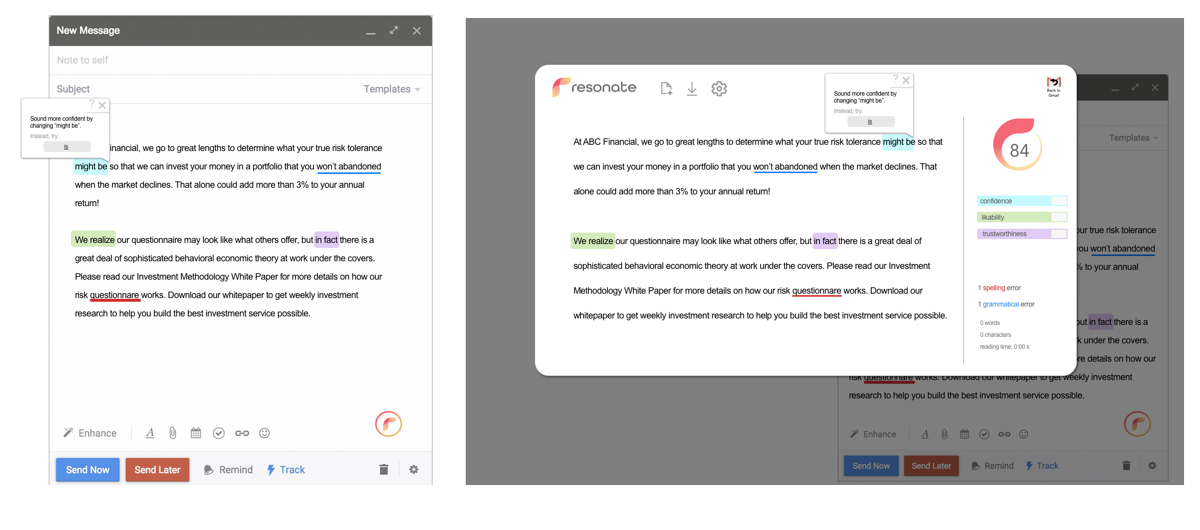 New Message
Note to self
Subject
Templates
?
Sound more confident by
changing "might be".
Instead, try:
is
inancial, we go to great lengths to determine what your true risk tolerance
might be so that we can invest your money in a portfolio that you won't abandoned
when the market declines. That alone could add more than 3% to your annual
return!
We realize our questionnaire may look like what others offer, but in fact there is a
great deal of sophisticated behavioral economic theory at work under the covers.
Please read our Investment Methodology White Paper for more details on how our
risk questionnare works. Download our whitepaper to get weekly investment
research to help you build the best investment service possible.
Enhance
Send Now
Send Later
Remind
Track
resonate
?
Sound more confident by
changing "might be".
Instead, try:
is
Back to
Gmail
At ABC Financial, we go to great lengths to determine what your true risk tolerance might be so that
we can invest your money in a portfolio that you won't abandoned when the market declines. That
alone could add more than 3% to your annual return!
We realize our questionnaire may look like what others offer, but in fact there is a great deal of
sophisticated behavioral economic theory at work under the covers. Please read our Investment
Methodology White Paper for more details on how our risk questionnare works. Download our
whitepaper to get weekly investment research to help you build the best investment service possible.
84
confidence
likability
trustworthiness
1 spelling error
1 grammatical error
0 words
0 characters
reading time: 0:00 s
Templates
our true risk tolerance
ou won't abandoned
% to your annual
but in fact there is a
k under the covers.
re details on how our
risk questionnare works. Download our whitepaper to get weekly investment
research to help you build the best investment service possible.
Enhance
Send Now
Send Later
Remind
Track